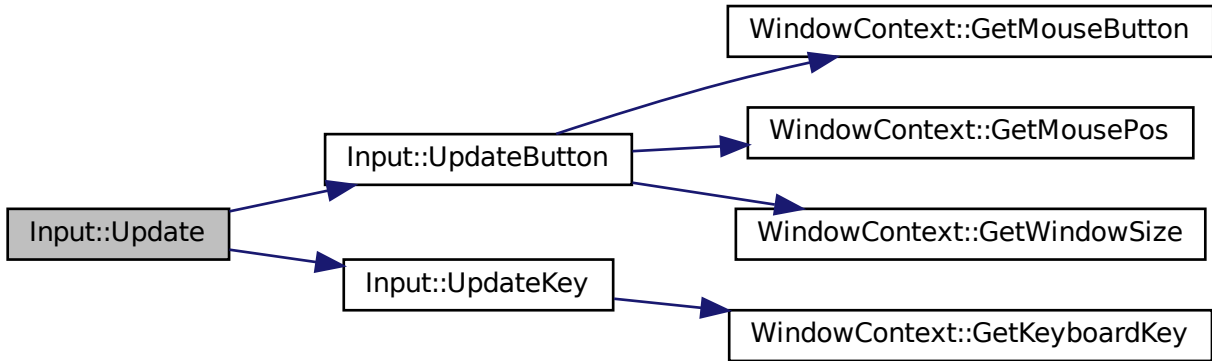 WindowContext::GetMouseButton
WindowContext::GetMousePos
Input::UpdateButton
WindowContext::GetWindowSize
Input::Update
Input::UpdateKey
WindowContext::GetKeyboardKey